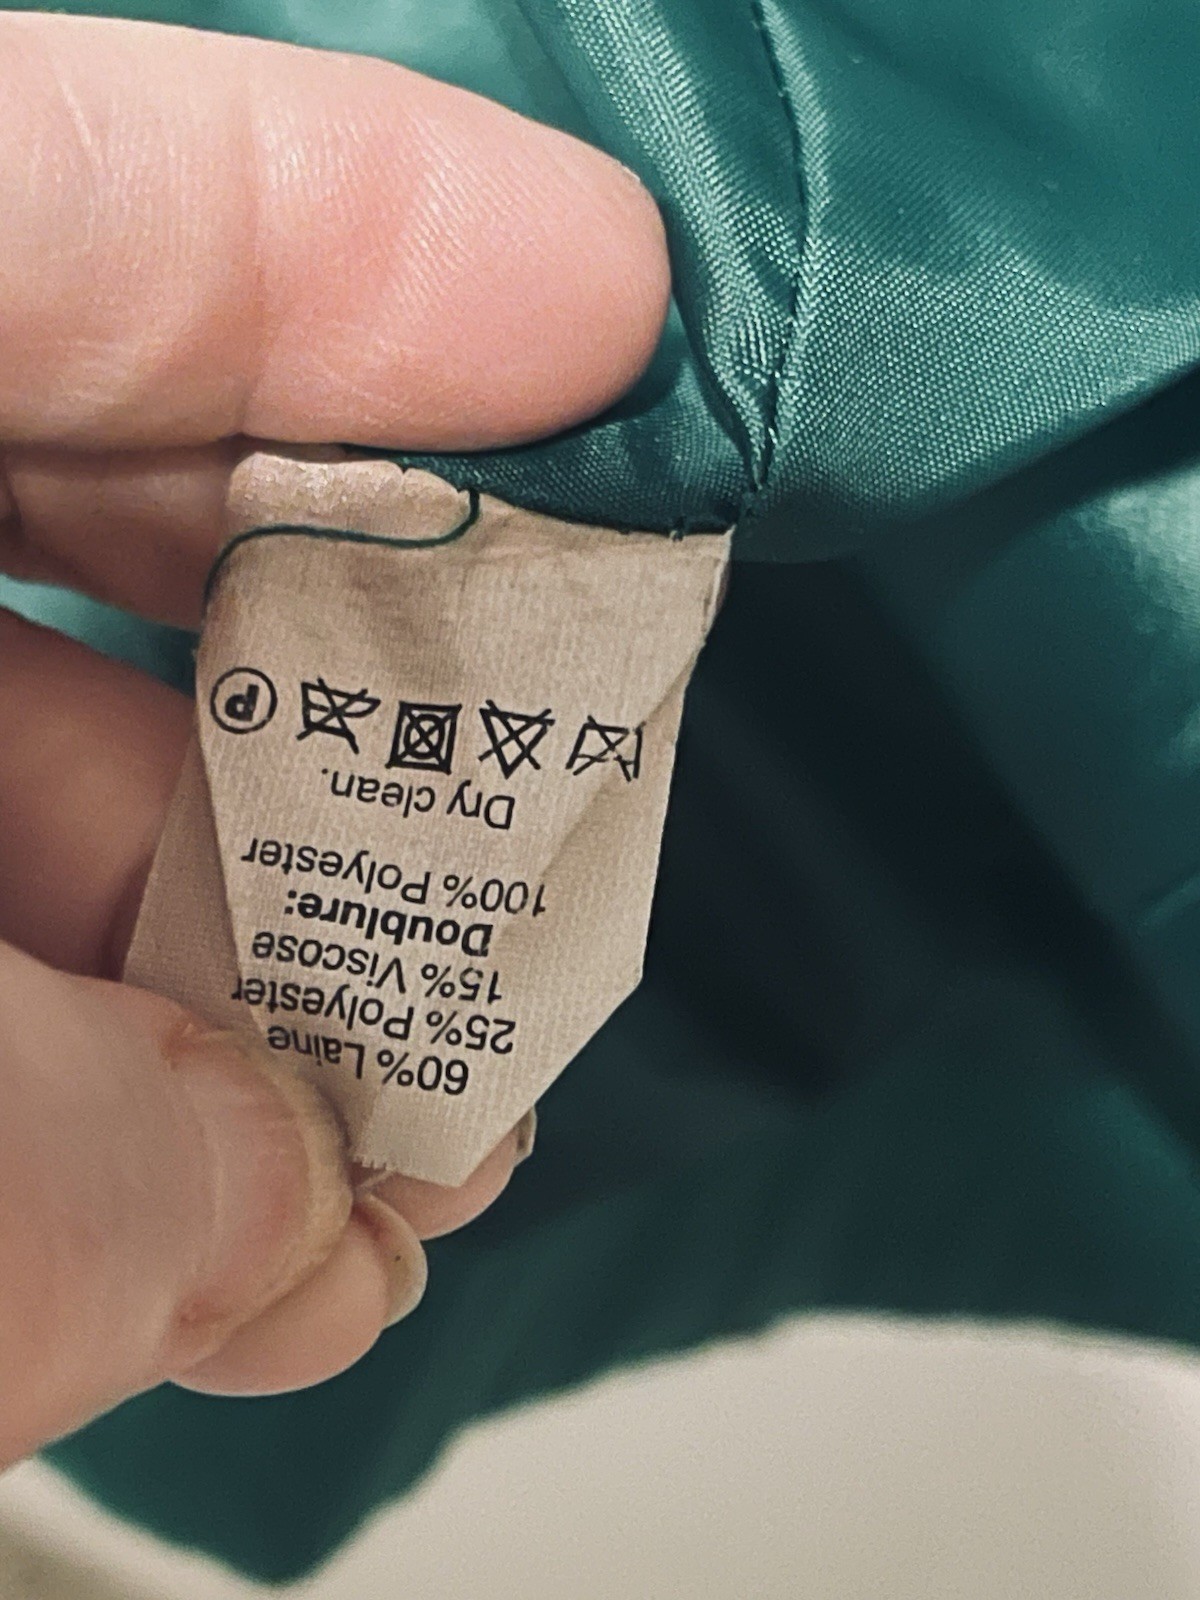 60% Laine
25% Polyester
15% Viscose
Doublure:
100% Polyester
Dry clean.
P